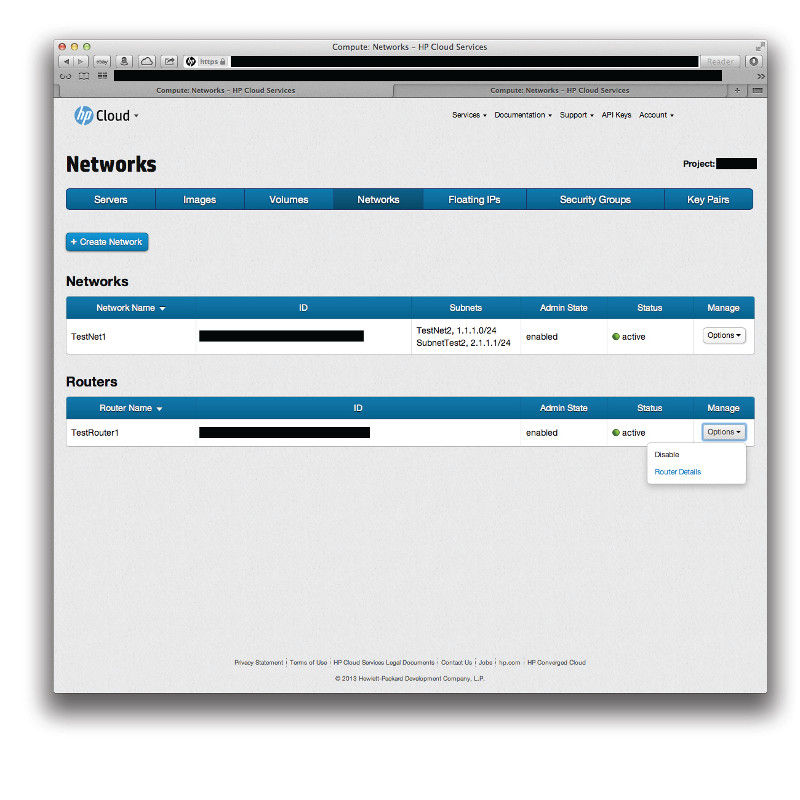 Compute: Networks – HP Cloud Services
ebay
hp https Reader
Compute: Networks – HP Cloud Services Compute: Networks – HP Cloud Services +
hp Cloud Services Documentation Support API Keys Account
Networks Project:
Servers Images Volumes Networks Floating IPs Security Groups Key Pairs
+ Create Network
Networks
Network Name ID Subnets Admin State Status Manage
TestNet1 TestNet2, 1.1.1.0/24 enabled active Options
SubnetTest2, 2.1.1.1/24
Routers
Router Name ID Admin State Status Manage
TestRouter1 enabled active Options
Disable
Router Details
Privacy Statement | Terms of Use | HP Cloud Services Legal Documents | Contact Us | Jobs | hp.com | HP Converged Cloud
© 2013 Hewlett-Packard Development Company, L.P.